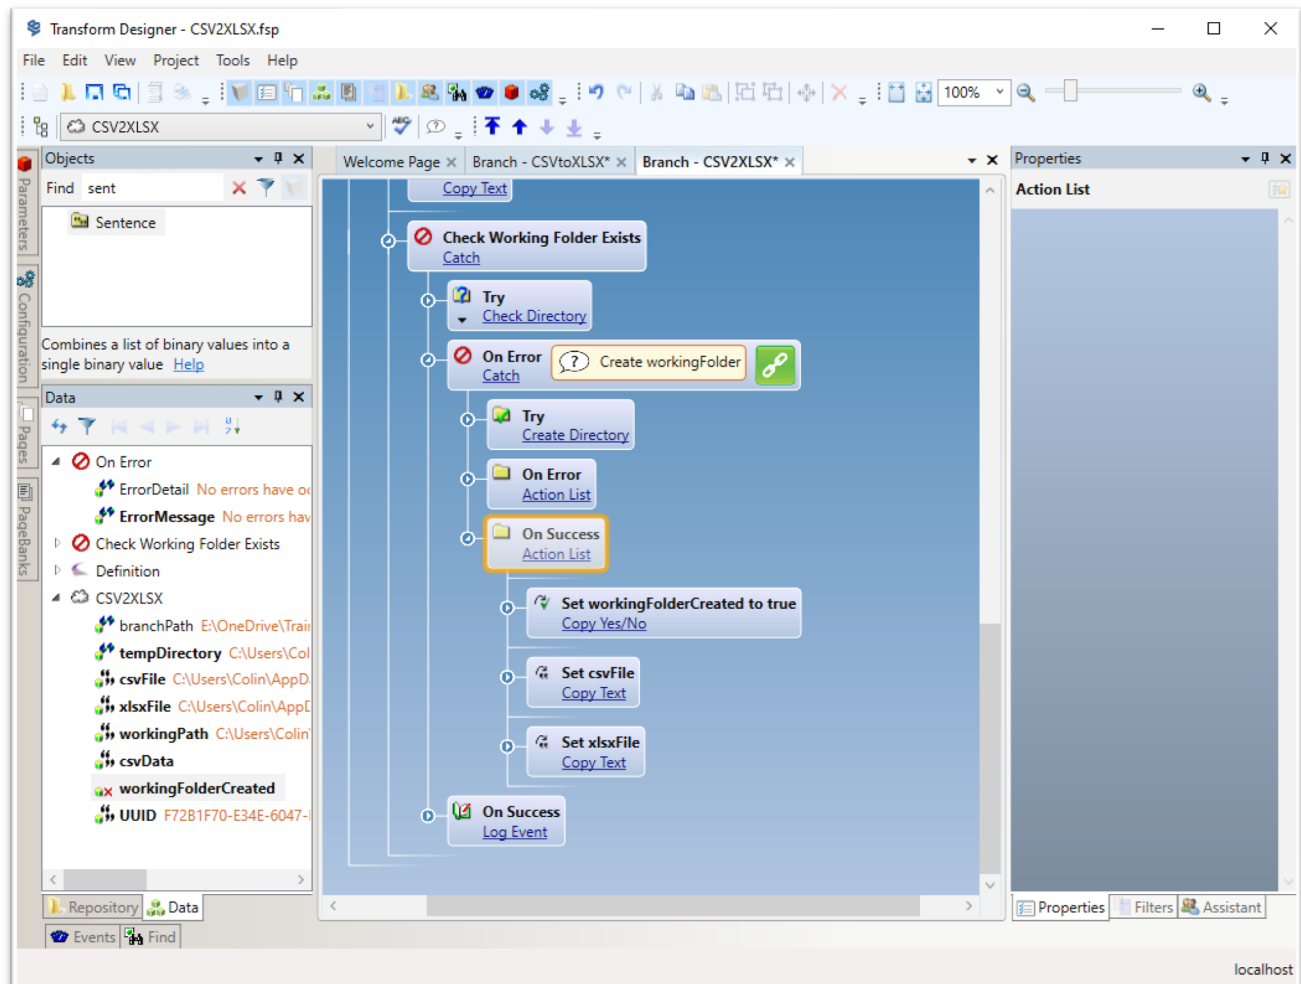 Transform Designer - CSV2XLSX.fsp
File Edit View Project Tools Help
100%
CSV2XLSX
ABC
Objects
Find sent
Sentence
Combines a list of binary values into a
single binary value Help
Parameters
Configuration
Pages
PageBanks
Data
On Error
ErrorDetail No errors have oc
ErrorMessage No errors hav
Check Working Folder Exists
Definition
CSV2XLSX
branchPath E:\OneDrive\Trai
tempDirectory C:\Users\Col
csvFile C:\Users\Colin\AppD
xlsxFile C:\Users\Colin\AppD
workingPath C:\Users\Colin
csvData
workingFolderCreated
UUID F72B1F70-E34E-6047-
Repository Data
Events Find
Welcome Page Branch - CSVtoXLSX* Branch - CSV2XLSX*
Copy Text
Check Working Folder Exists
Catch
Try
Check Directory
On Error
Catch
? Create workingFolder
Try
Create Directory
On Error
Action List
On Success
Action List
Set workingFolderCreated to true
Copy Yes/No
Set csvFile
Copy Text
Set xlsxFile
Copy Text
On Success
Log Event
Properties
Action List
Properties Filters Assistant
localhost